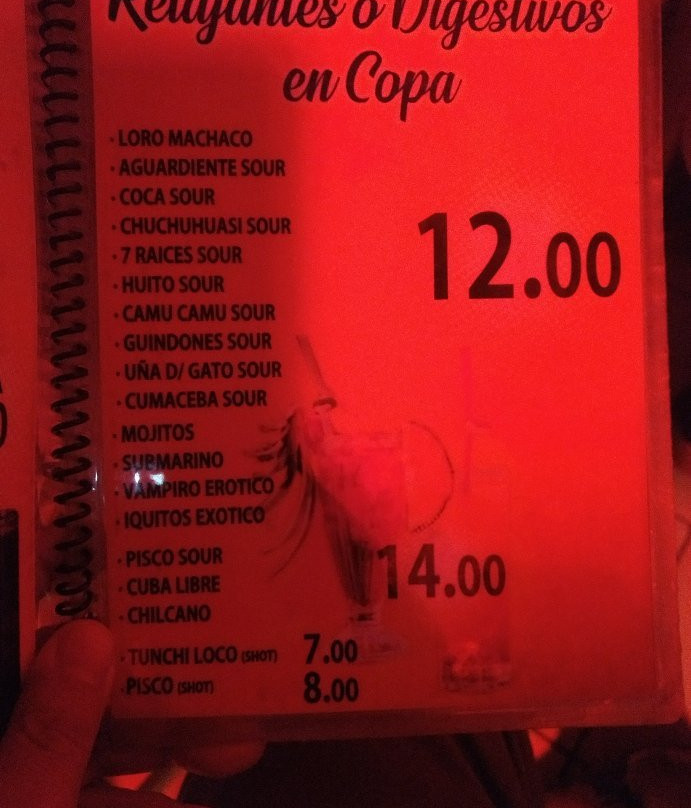 Relajantes o Digestivos
en Copa
· LORO MACHACO
· AGUARDIENTE SOUR
· COCA SOUR
· CHUCHUHUASI SOUR
· 7 RAICES SOUR
· HUITO SOUR
· CAMU CAMU SOUR
· GUINDONES SOUR
· UÑA D/ GATO SOUR
· CUMACEBA SOUR
12.00
· MOJITOS
· SUBMARINO
· VAMPIRO EROTICO
· IQUITOS EXOTICO
· PISCO SOUR
· CUBA LIBRE
· CHILCANO
14.00
· TUNCHI LOCO (SHOT) 7.00
· PISCO (SHOT) 8.00